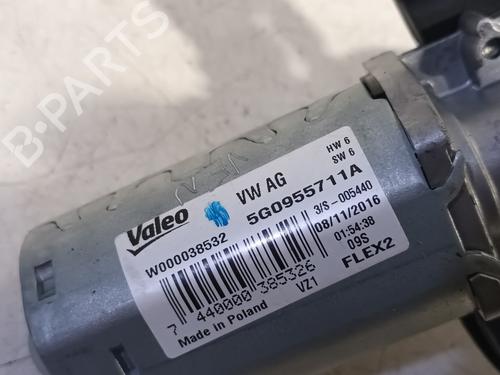 B-PARTS
Valeo
VW AG
HW 6
SW 6
W000038532
5G0955711A
3/S-005440
08/11/2016
01:54:38
09S
7 440000 385326
VZ1
FLEX2
Made in Poland